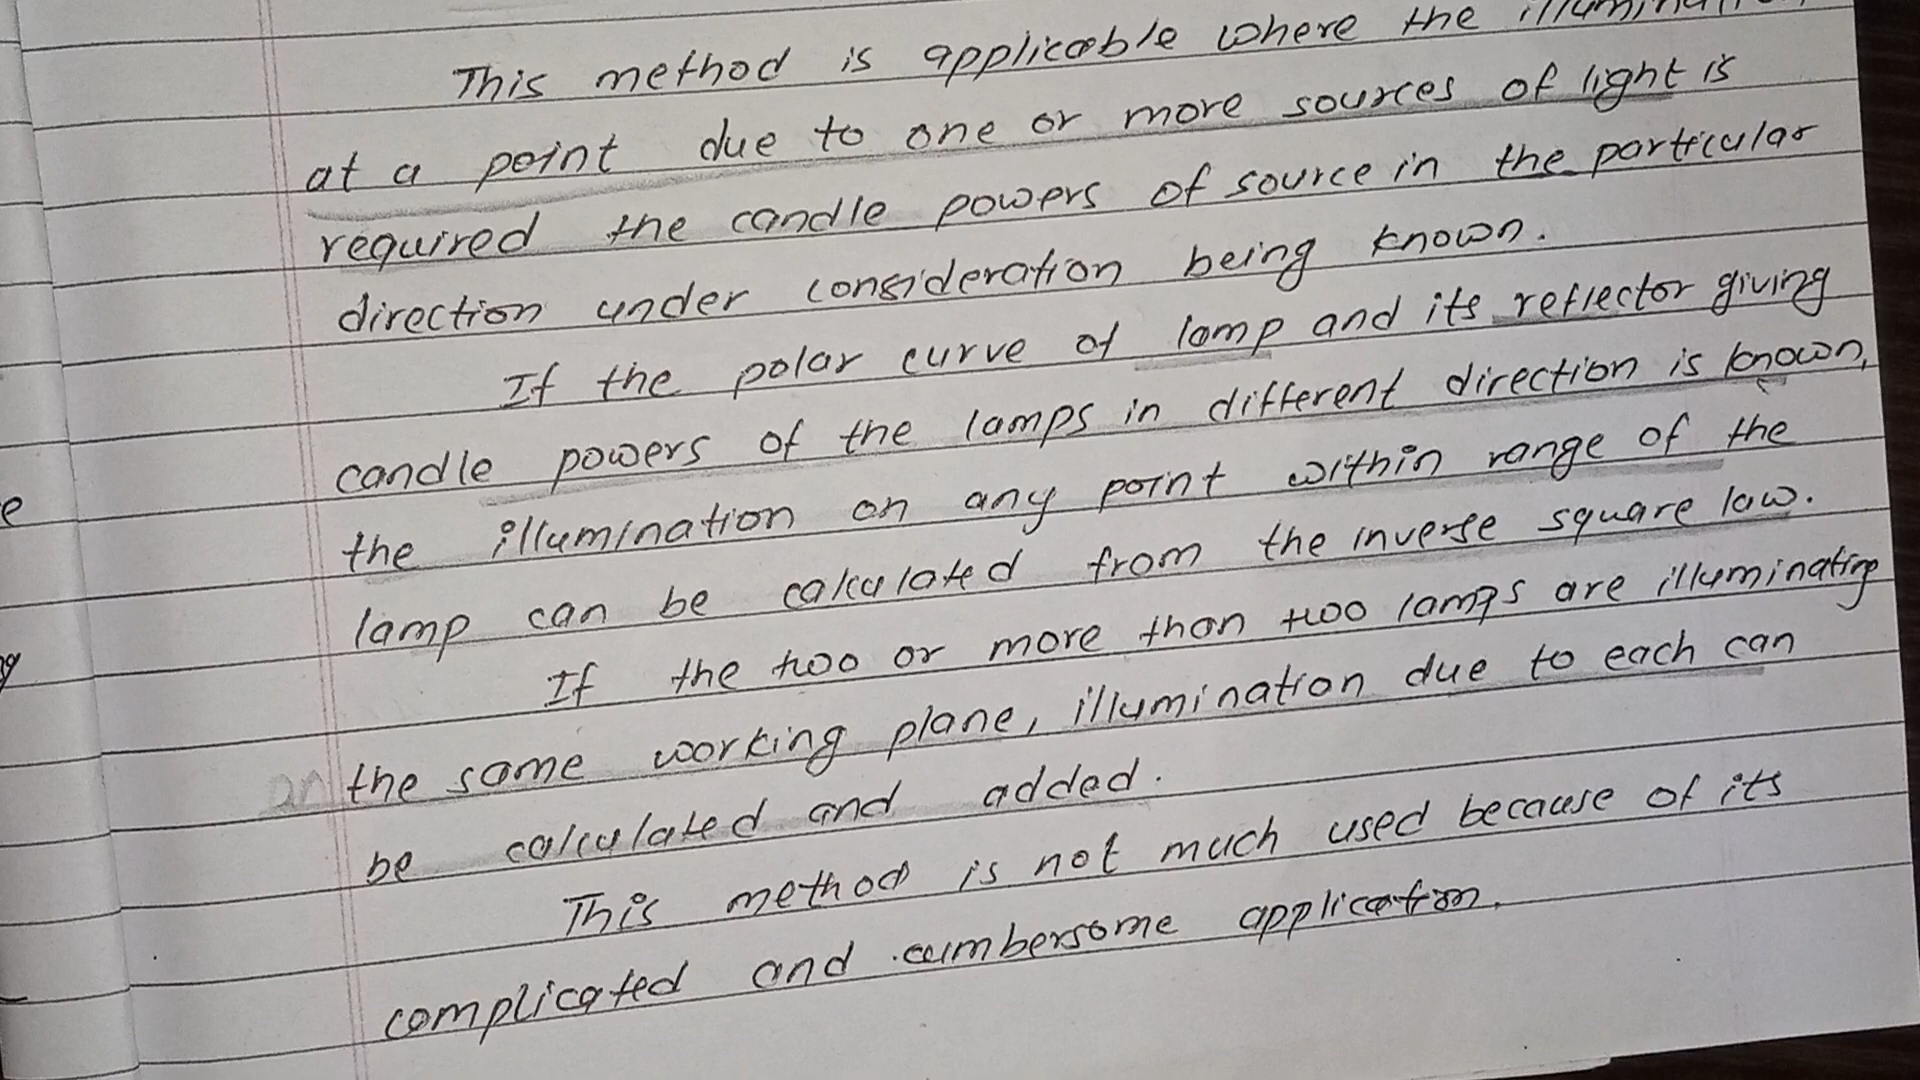 This method is applicable where the illumination
at a point due to one or more sources of light is
required the candle powers of source in the particular
direction under consideration being known.
If the polar curve of lamp and its reflector giving
candle powers of the lamps in different direction is known,
the illumination on any point within range of the
lamp can be calculated from the inverse square law.
If the two or more than two lamps are illuminating
on the same working plane, illumination due to each can
be calculated and added.
This method is not much used because of its
complicated and cumbersome application.